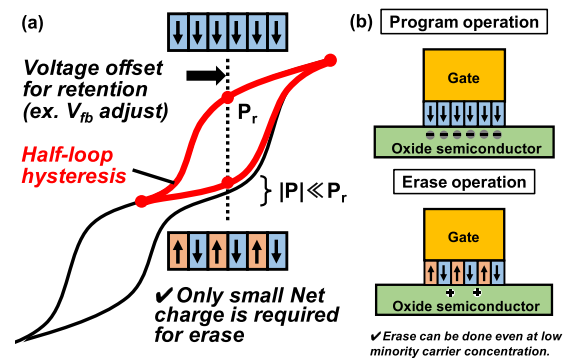 (a)
Voltage offset
for retention
(ex. Vfb adjust)
Pr
Half-loop
hysteresis
|P|≪Pr
✔ Only small Net
charge is required
for erase
(b)
Program operation
Gate
Oxide semiconductor
Erase operation
Gate
Oxide semiconductor
✔ Erase can be done even at low
minority carrier concentration.